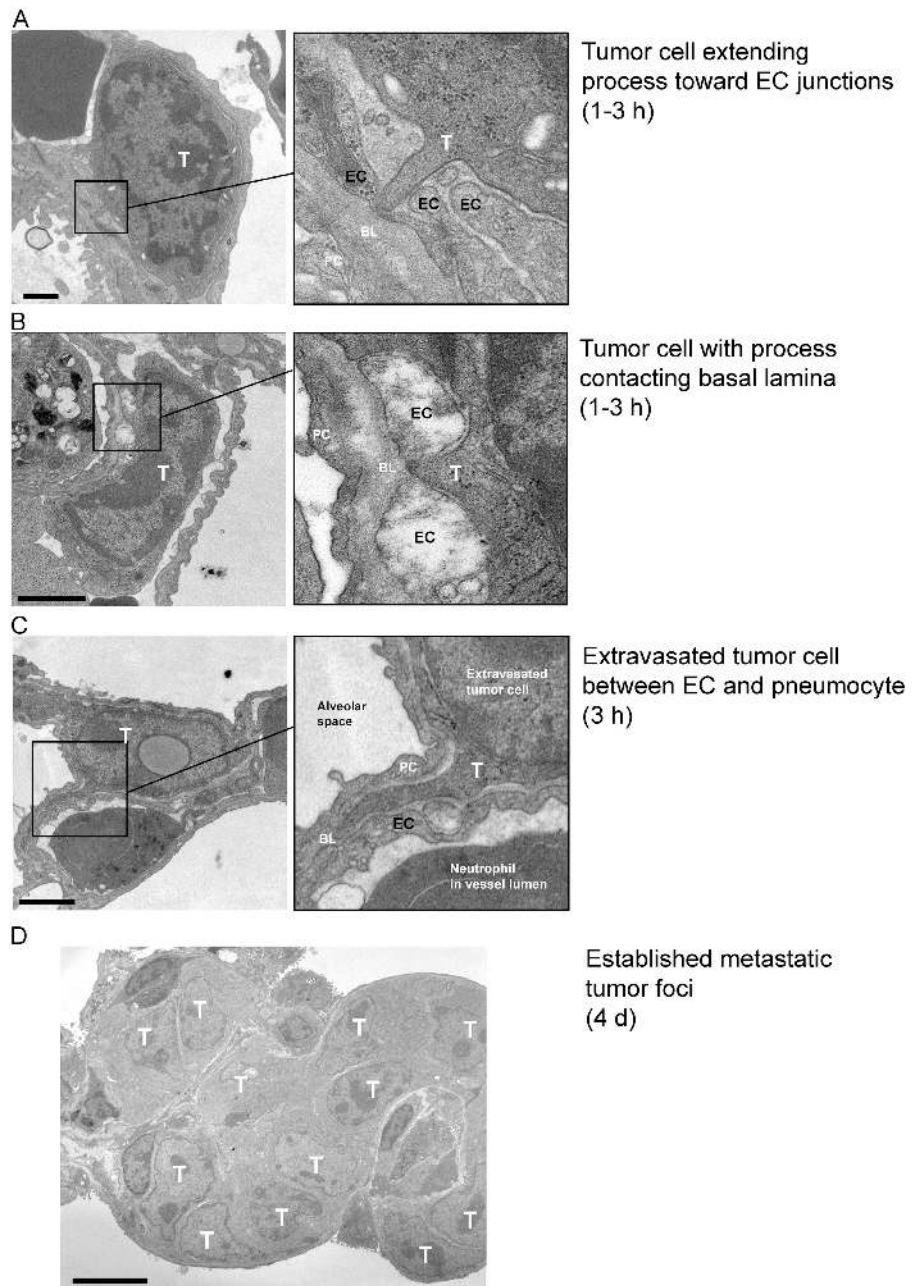 A
T
T
EC
EC
EC
BL
PC
Tumor cell extending
process toward EC junctions
(1-3 h)
B
T
EC
PC
BL
T
EC
Tumor cell with process
contacting basal lamina
(1-3 h)
C
T
Extravasated
tumor cell
Alveolar
space
PC
T
EC
BL
Neutrophil
in vessel lumen
Extravasated tumor cell
between EC and pneumocyte
(3 h)
D
T
T
T
T
T
T
T
T
T
T
T
T
Established metastatic
tumor foci
(4 d)